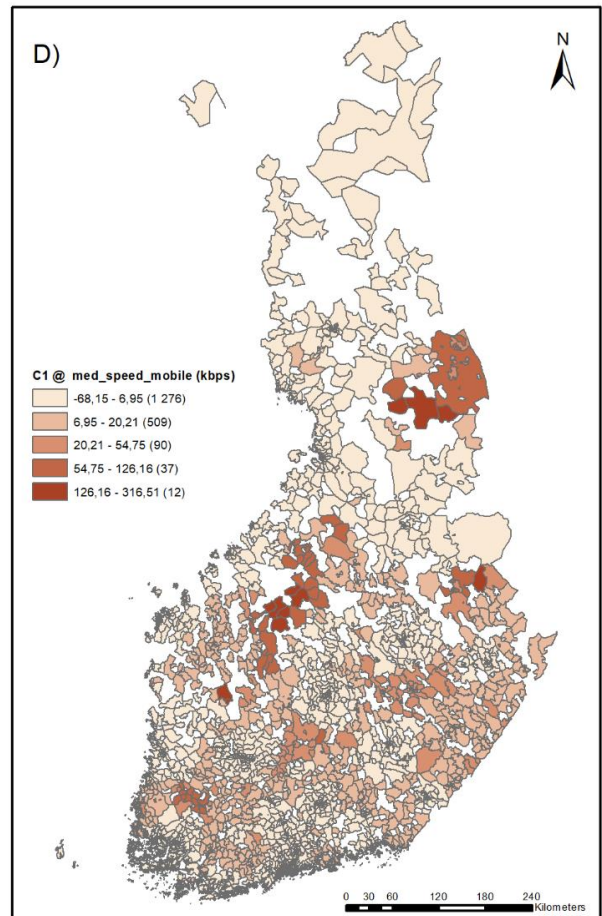 D)
N
C1 @ med_speed_mobile (kbps)
-68,15 - 6,95 (1 276)
6,95 - 20,21 (509)
20,21 - 54,75 (90)
54,75 - 126,16 (37)
126,16 - 316,51 (12)
0 30 60 120 180 240
Kilometers